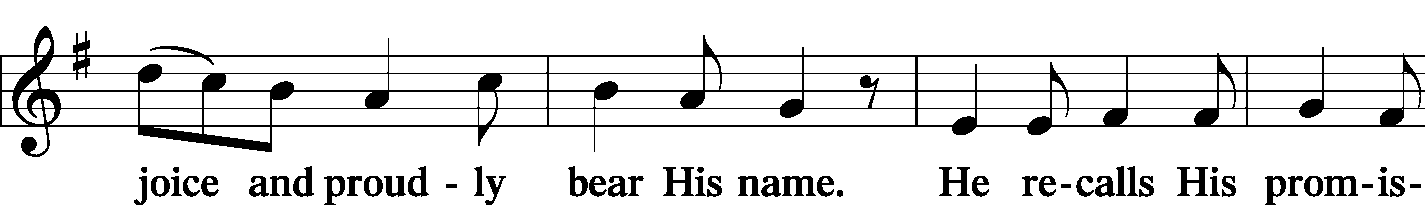 joice and proud - ly bear His name. He re-calls His prom-is-